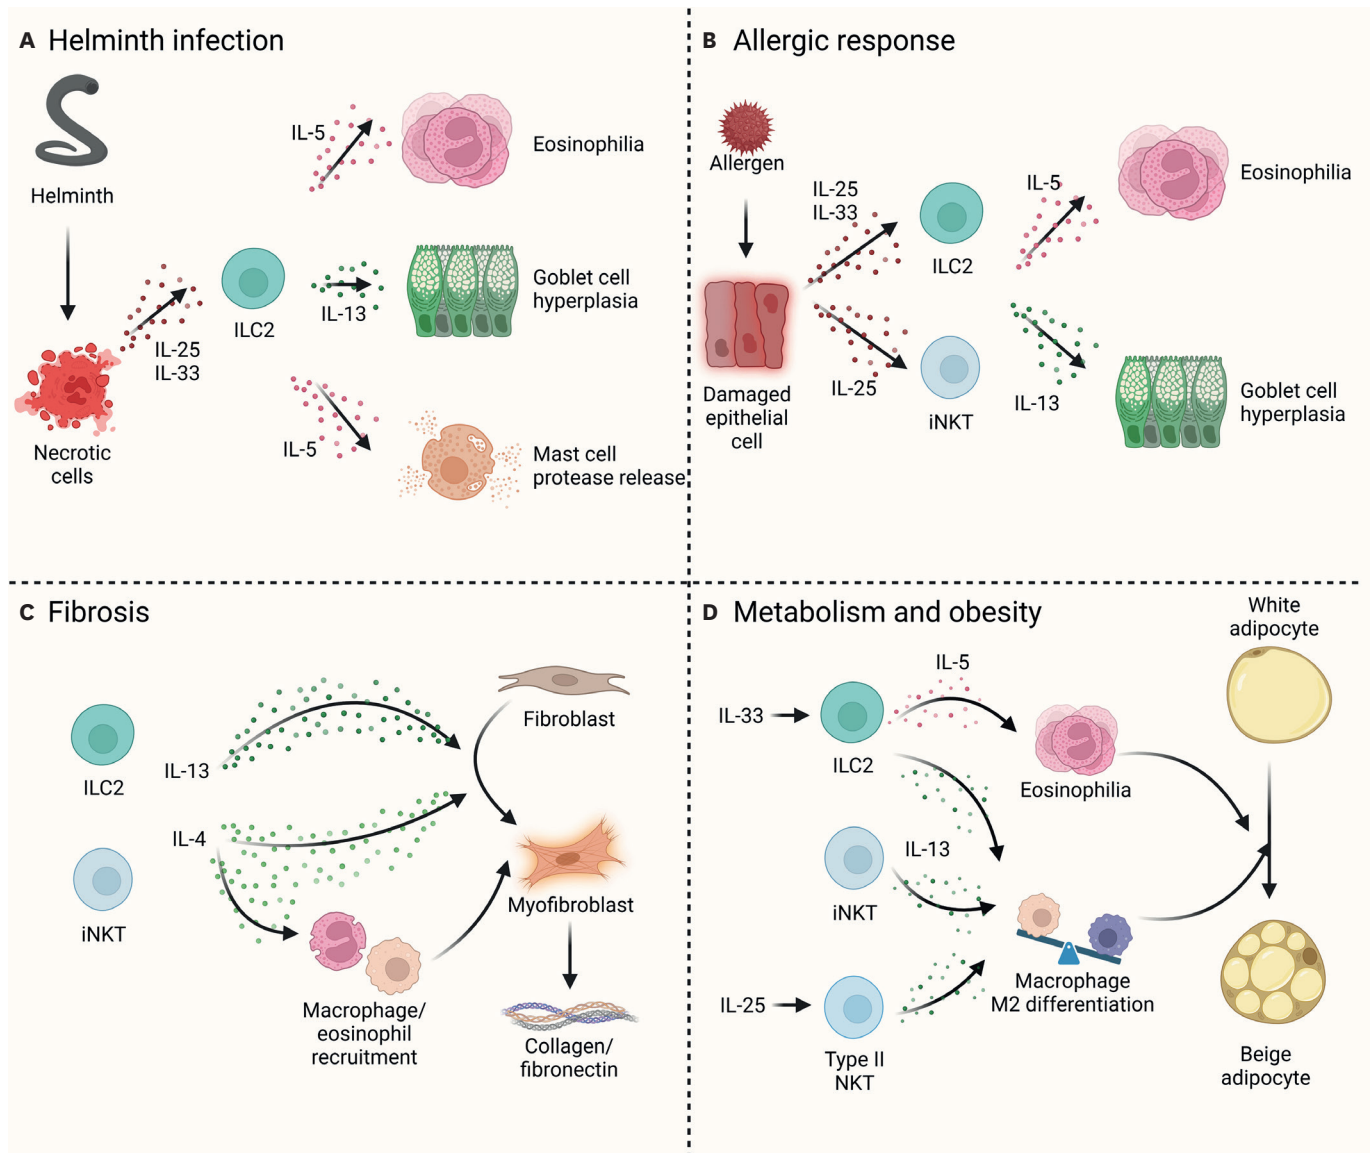 A Helminth infection
Helminth
Necrotic
cells
IL-25
IL-33
ILC2
IL-5
IL-13
IL-5
Eosinophilia
Goblet cell
hyperplasia
Mast cell
protease release
B Allergic response
Allergen
Damaged
epithelial
cell
IL-25
IL-33
IL-25
ILC2
iNKT
IL-5
IL-13
Eosinophilia
Goblet cell
hyperplasia
C Fibrosis
ILC2
iNKT
IL-13
IL-4
Fibroblast
Myofibroblast
Macrophage/
eosinophil
recruitment
Collagen/
fibronectin
D Metabolism and obesity
IL-33
ILC2
IL-5
Eosinophilia
iNKT
IL-13
IL-25
Type II
NKT
Macrophage
M2 differentiation
White
adipocyte
Beige
adipocyte